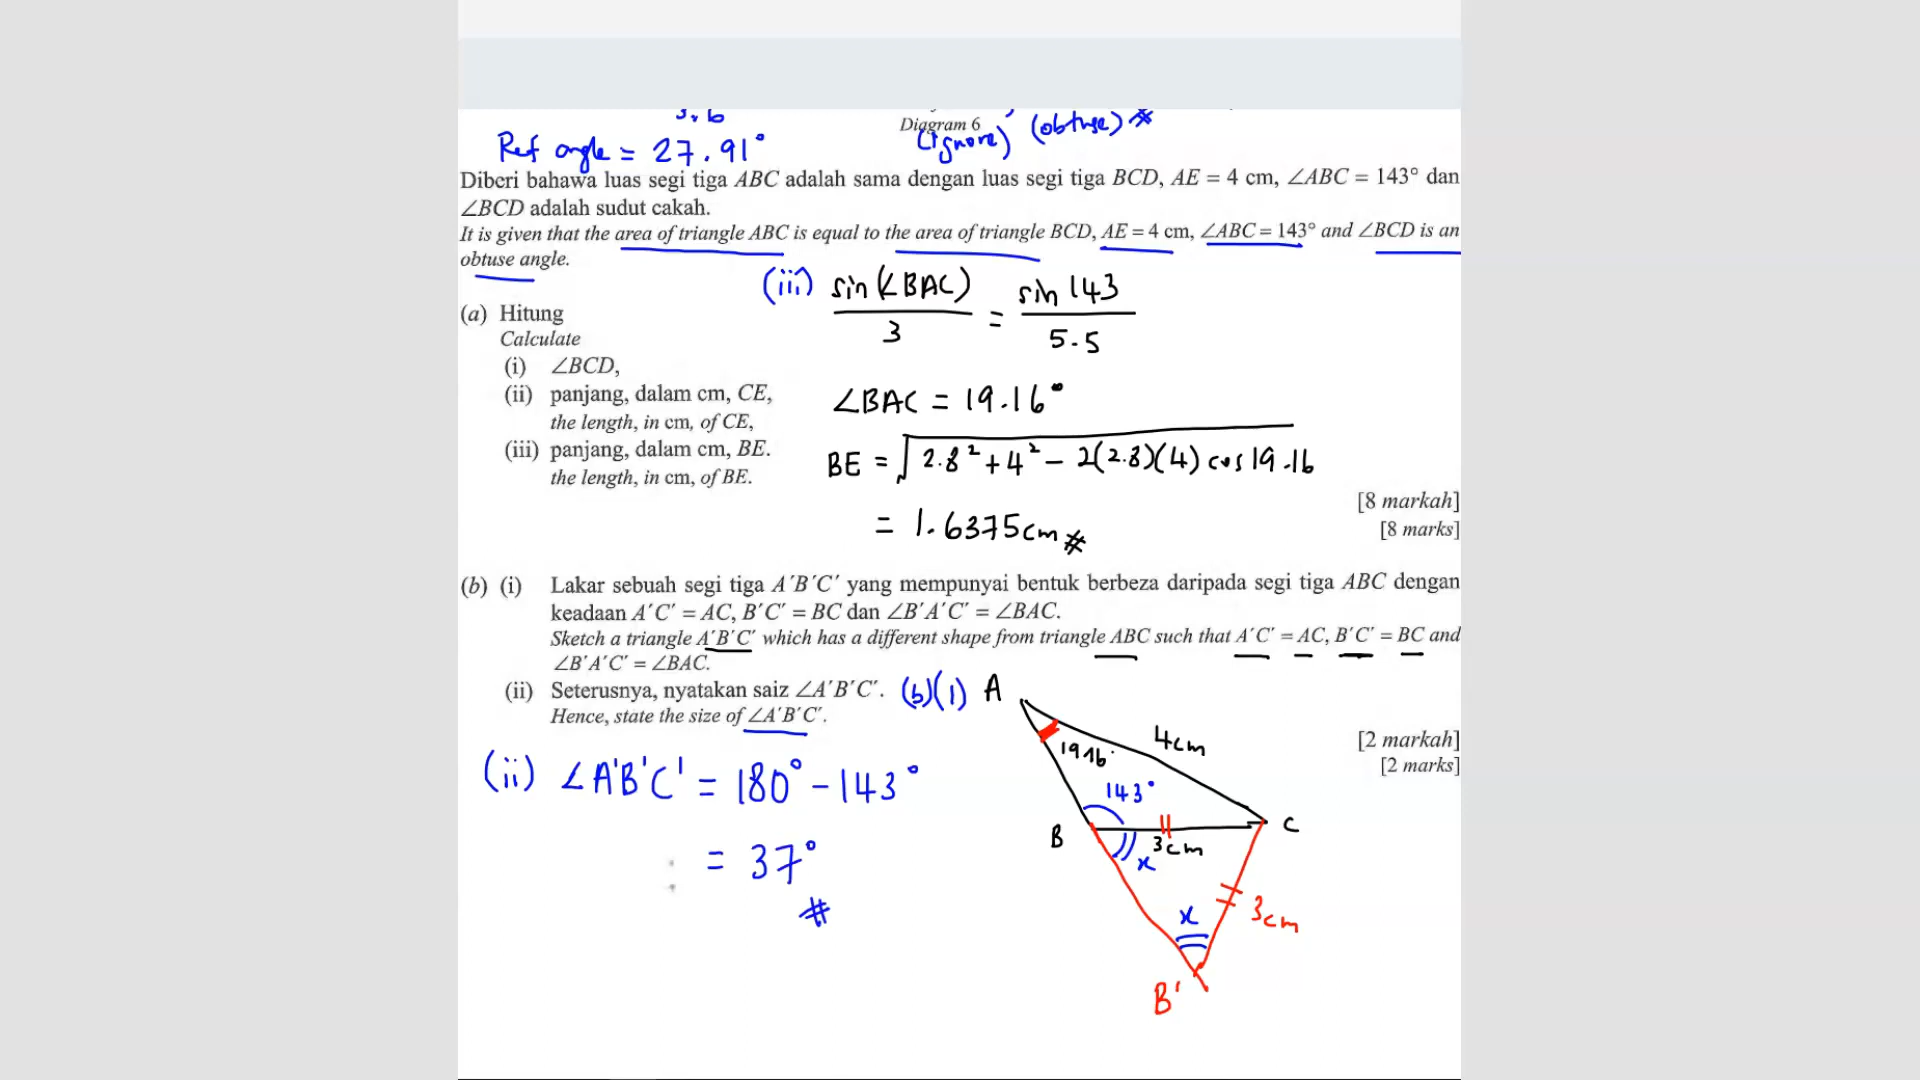 Diagram 6
(ignore) (obtuse) *
Ref angle = 27.91°
Diberi bahawa luas segi tiga ABC adalah sama dengan luas segi tiga BCD, AE = 4 cm, ∠ABC = 143° dan
∠BCD adalah sudut cakah.
It is given that the area of triangle ABC is equal to the area of triangle BCD, AE = 4 cm, ∠ABC = 143° and ∠BCD is an
obtuse angle.
(iii) sin(∠BAC)/3 = sin 143/5.5
(a) Hitung
Calculate
(i) ∠BCD,
(ii) panjang, dalam cm, CE,
the length, in cm, of CE,
(iii) panjang, dalam cm, BE.
the length, in cm, of BE.
∠BAC = 19.16°
BE = √2.8² + 4² - 2(2.8)(4) cos 19.16
= 1.6375cm #
[8 markah]
[8 marks]
(b) (i) Lakar sebuah segi tiga A′B′C′ yang mempunyai bentuk berbeza daripada segi tiga ABC dengan
keadaan A′C′ = AC, B′C′ = BC dan ∠B′A′C′ = ∠BAC.
Sketch a triangle A′B′C′ which has a different shape from triangle ABC such that A′C′ = AC, B′C′ = BC and
∠B′A′C′ = ∠BAC.
(ii) Seterusnya, nyatakan saiz ∠A′B′C′.
Hence, state the size of ∠A′B′C′.
[2 markah]
[2 marks]
(b)(i) A
4cm
19.16°
143°
B
C
3cm
x
x
3cm
B'
(ii) ∠A'B'C' = 180° - 143°
= 37°
#